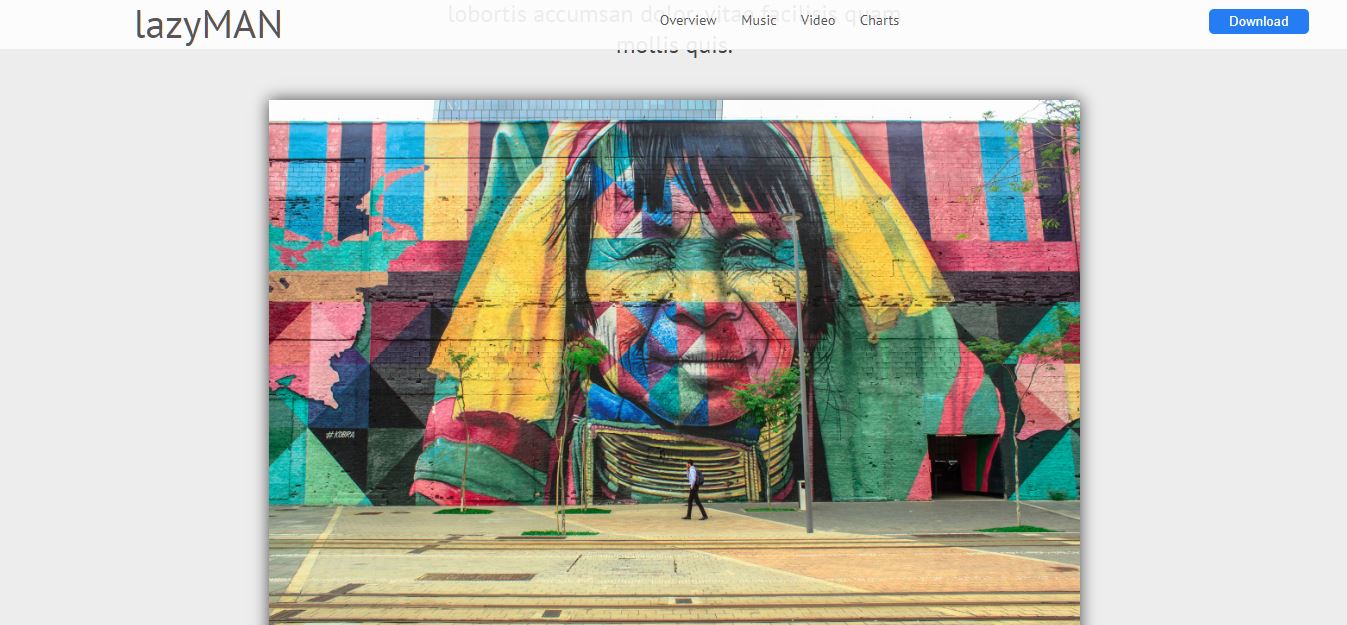 lazyMAN
Overview Music Video Charts
Download
lobortis accumsan dolor, vitae facilisis quam
mollis quis.
#KOBRA